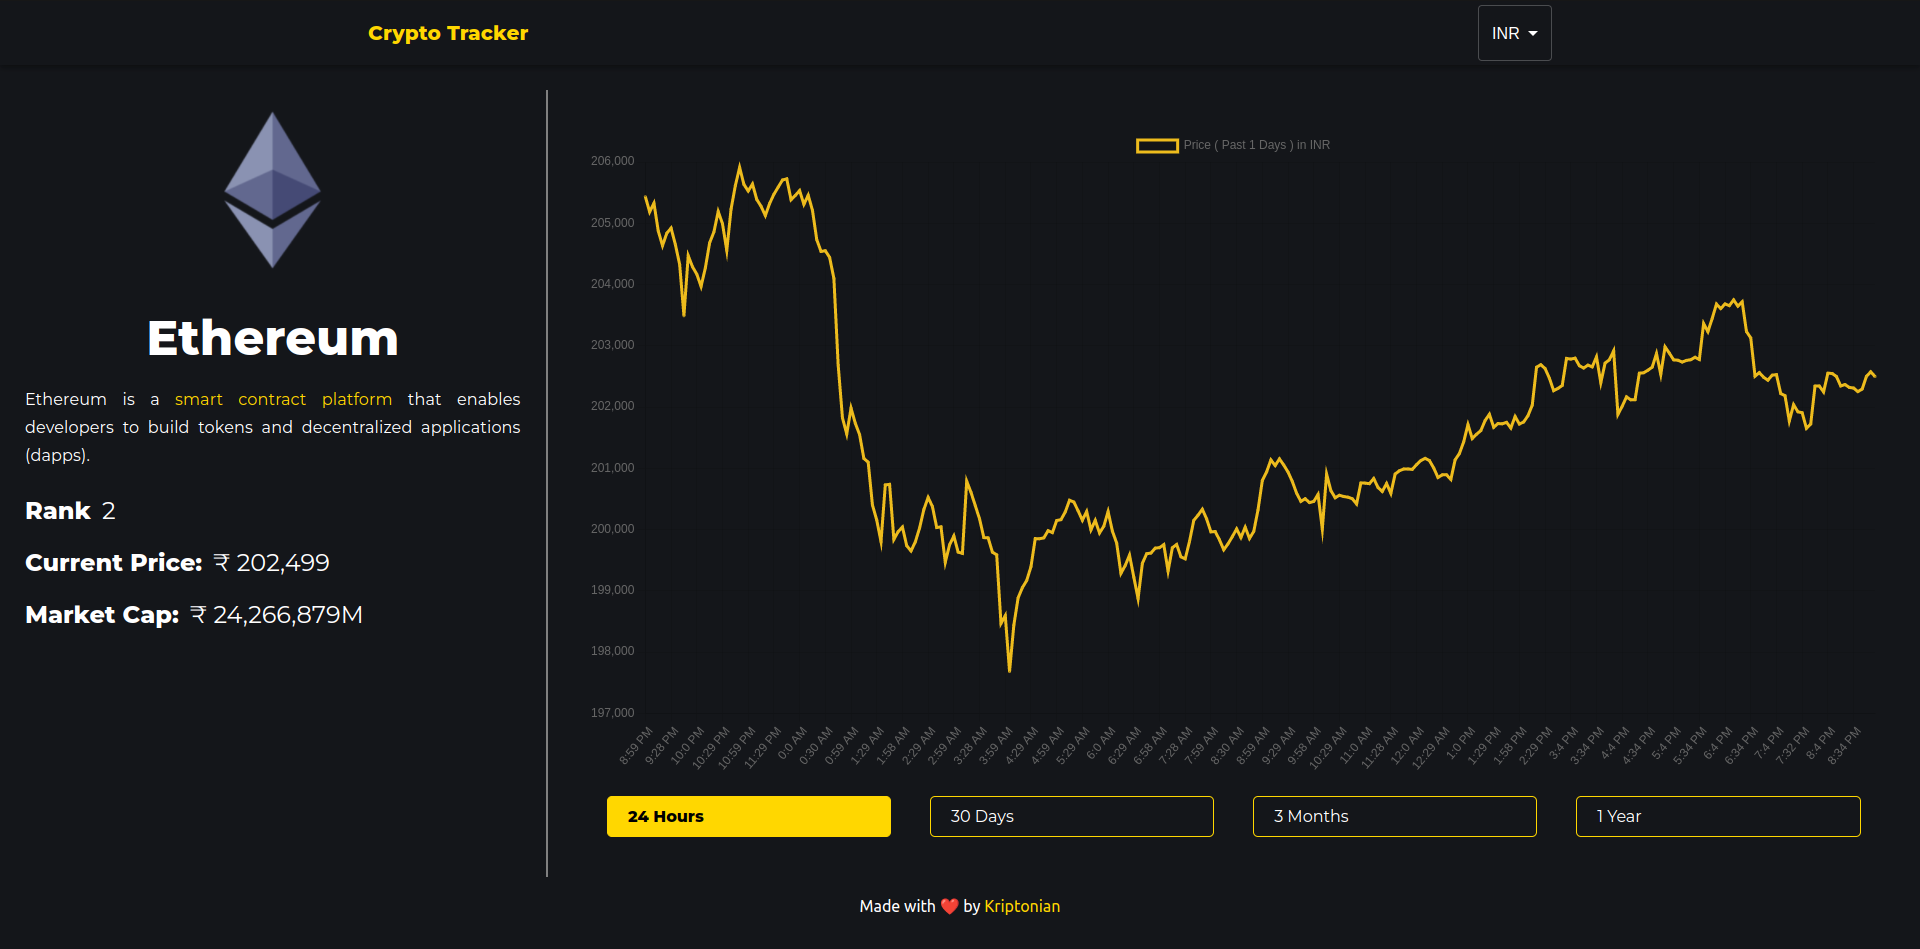 Crypto Tracker
INR
Ethereum
Ethereum is a smart contract platform that enables
developers to build tokens and decentralized applications
(dapps).
Rank 2
Current Price: ₹ 202,499
Market Cap: ₹ 24,266,879M
Price ( Past 1 Days ) in INR
206,000
205,000
204,000
203,000
202,000
201,000
200,000
199,000
198,000
197,000
8:59 PM
9:28 PM
10:0 PM
10:29 PM
10:59 PM
11:29 PM
0:0 AM
0:30 AM
0:59 AM
1:29 AM
1:58 AM
2:29 AM
2:59 AM
3:28 AM
3:59 AM
4:29 AM
4:59 AM
5:29 AM
6:0 AM
6:29 AM
6:58 AM
7:28 AM
7:59 AM
8:30 AM
8:59 AM
9:29 AM
9:58 AM
10:29 AM
11:0 AM
11:28 AM
12:0 AM
12:29 AM
1:0 PM
1:29 PM
1:58 PM
2:29 PM
3:4 PM
3:34 PM
4:4 PM
4:34 PM
5:4 PM
5:34 PM
6:4 PM
6:34 PM
7:4 PM
7:32 PM
8:4 PM
8:34 PM
24 Hours
30 Days
3 Months
1 Year
Made with ❤️ by Kriptonian